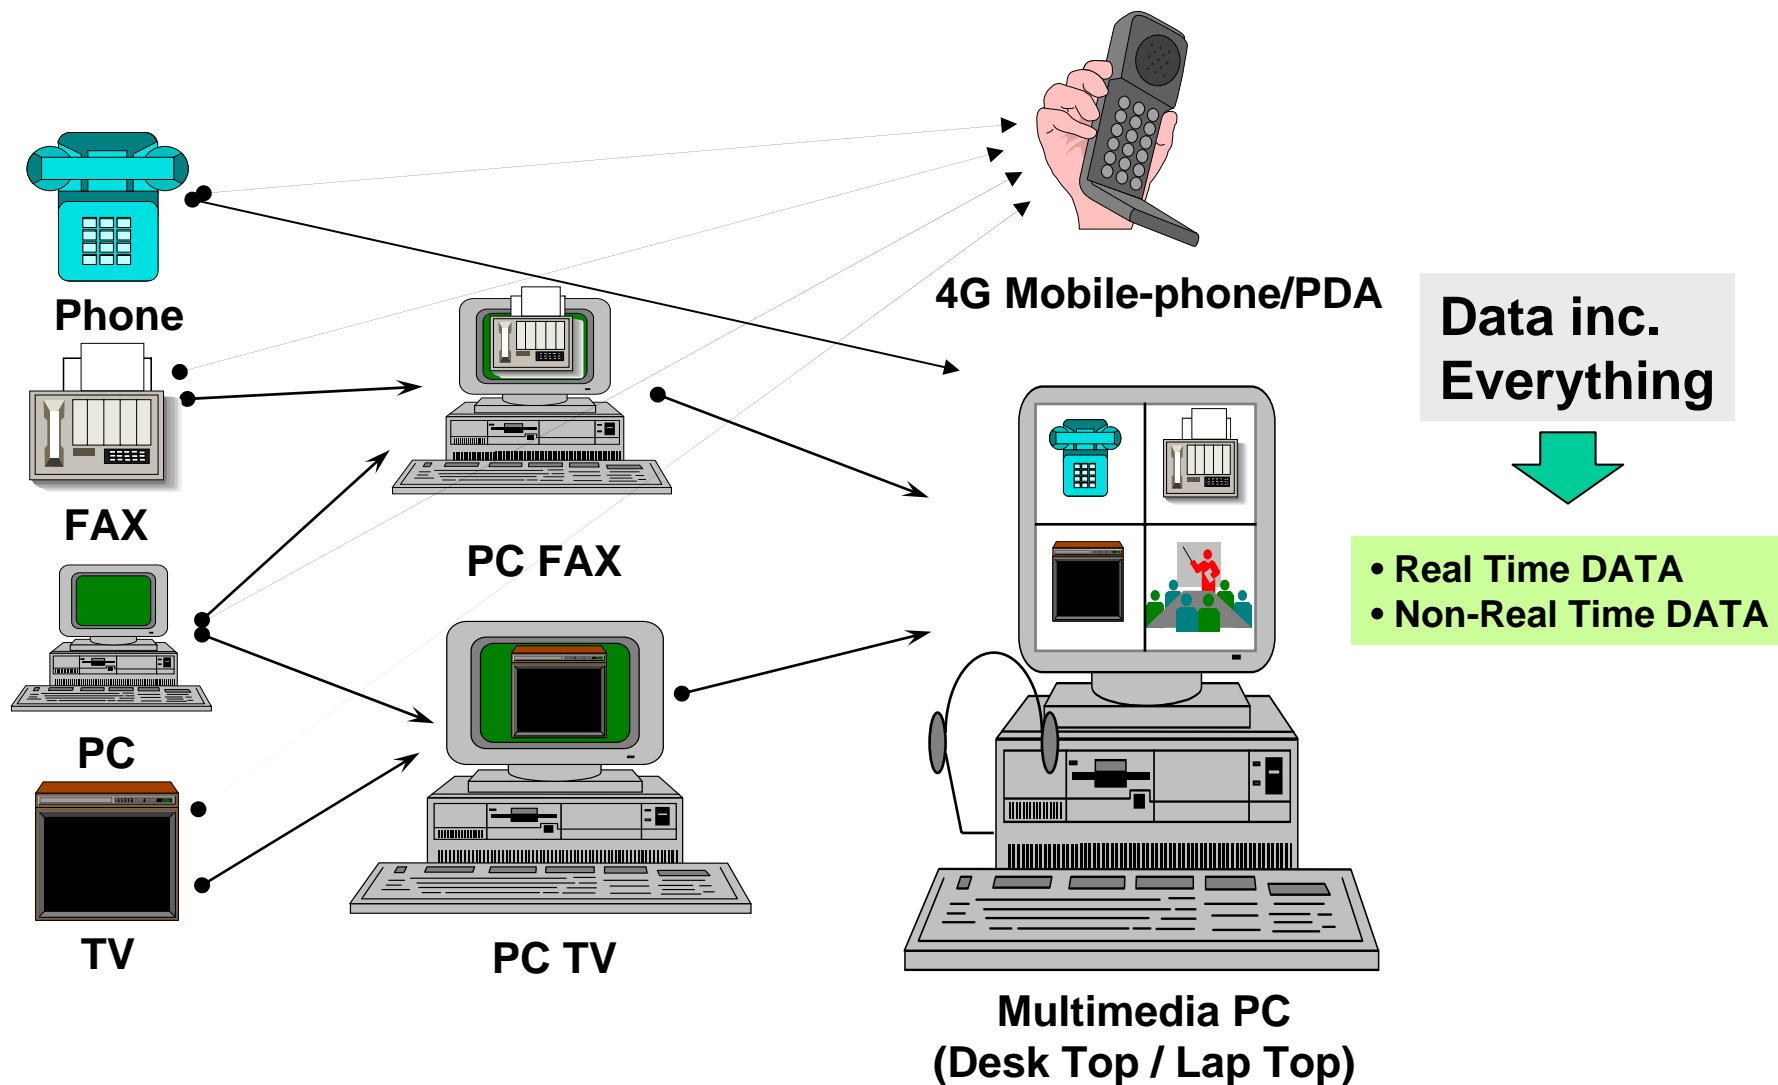 Phone
FAX
PC
TV
PC FAX
PC TV
4G Mobile-phone/PDA
Multimedia PC
(Desk Top / Lap Top)
Data inc.
Everything
• Real Time DATA
• Non-Real Time DATA